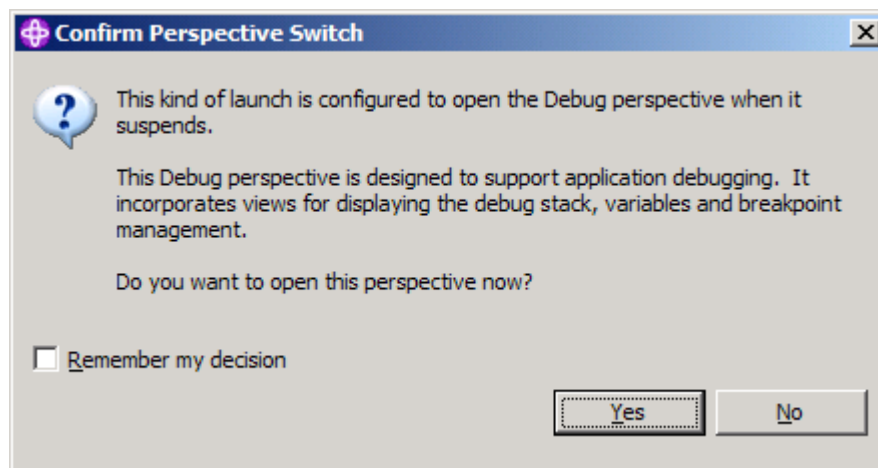 Confirm Perspective Switch
This kind of launch is configured to open the Debug perspective when it
suspends.
This Debug perspective is designed to support application debugging. It
incorporates views for displaying the debug stack, variables and breakpoint
management.
Do you want to open this perspective now?
Remember my decision
Yes No